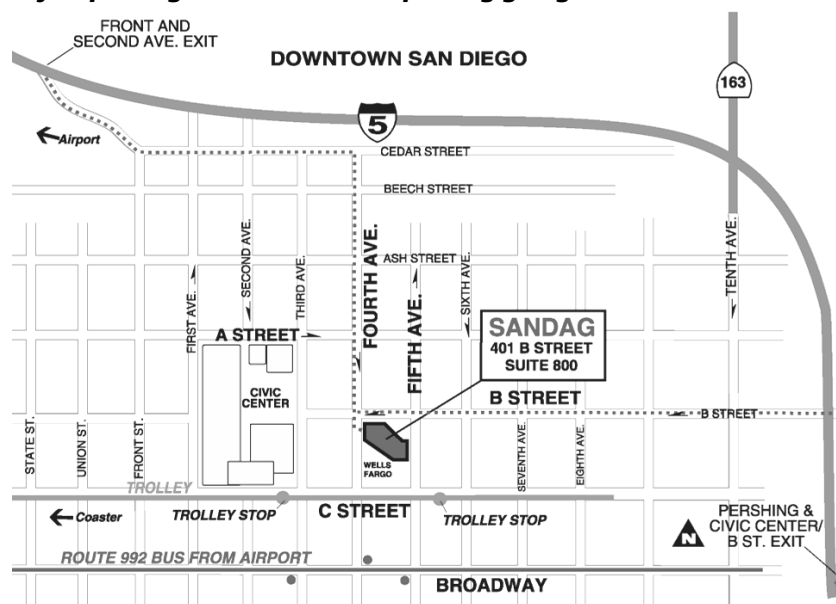 FRONT AND
SECOND AVE. EXIT
DOWNTOWN SAN DIEGO
163
5
Airport
CEDAR STREET
BEECH STREET
ASH STREET
FIRST AVE.
SECOND AVE.
THIRD AVE.
FOURTH AVE.
FIFTH AVE.
SIXTH AVE.
TENTH AVE.
A STREET
SANDAG
401 B STREET
SUITE 800
CIVIC
CENTER
B STREET
B STREET
STATE ST.
UNION ST.
FRONT ST.
WELLS
FARGO
SEVENTH AVE.
EIGHTH AVE.
TROLLEY
Coaster
TROLLEY STOP
C STREET
TROLLEY STOP
PERSHING &
CIVIC CENTER/
B ST. EXIT
N
ROUTE 992 BUS FROM AIRPORT
BROADWAY